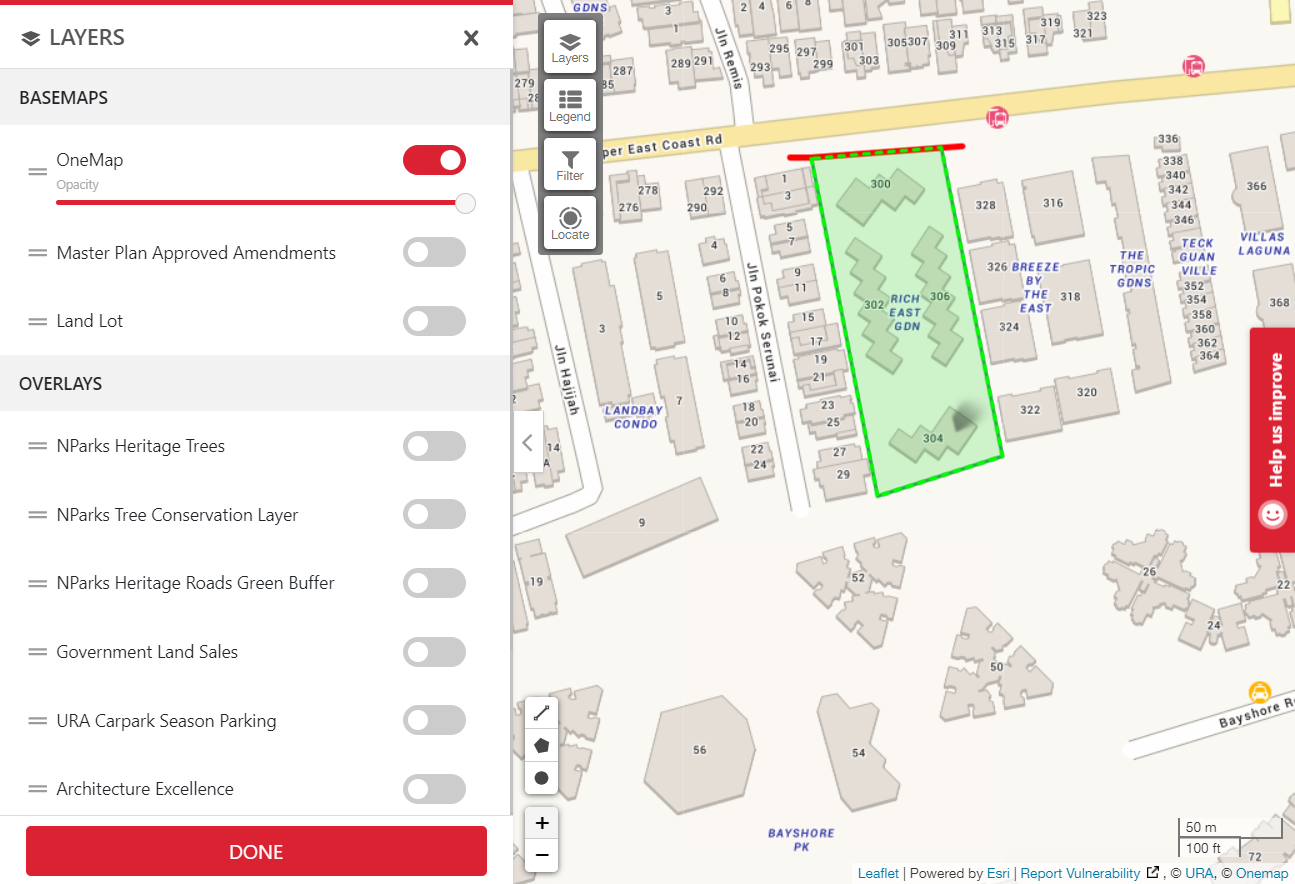 LAYERS
BASEMAPS
OneMap
Opacity
Master Plan Approved Amendments
Land Lot
OVERLAYS
NParks Heritage Trees
NParks Tree Conservation Layer
NParks Heritage Roads Green Buffer
Government Land Sales
URA Carpark Season Parking
Architecture Excellence
DONE
Layers
Legend
Filter
Locate
GDNS
3
1
2
4
6
8
279
287
289
291
293
295
297
299
301
303
305
307
309
311
313
315
317
319
321
323
Jln Remis
East Coast Rd
336
338
340
342
344
346
366
278
276
292
290
1
3
300
328
316
5
7
4
6
8
9
11
326
BREEZE
BY
THE
EAST
318
THE
TROPIC
GDNS
TECK
GUAN
VILLE
VILLAS
LAGUNA
352
354
358
360
362
364
368
3
5
Jln Pokok Serunai
302
RICH
EAST
GDN
306
324
10
12
15
17
14
16
19
21
Jln Hajijah
LANDBAY
CONDO
7
18
20
23
25
22
24
27
29
304
322
320
14
9
19
52
26
22
24
50
56
54
Bayshore
BAYSHORE
PK
72
Help us improve
+
−
50 m
100 ft
Leaflet | Powered by Esri | Report Vulnerability , © URA, © Onemap